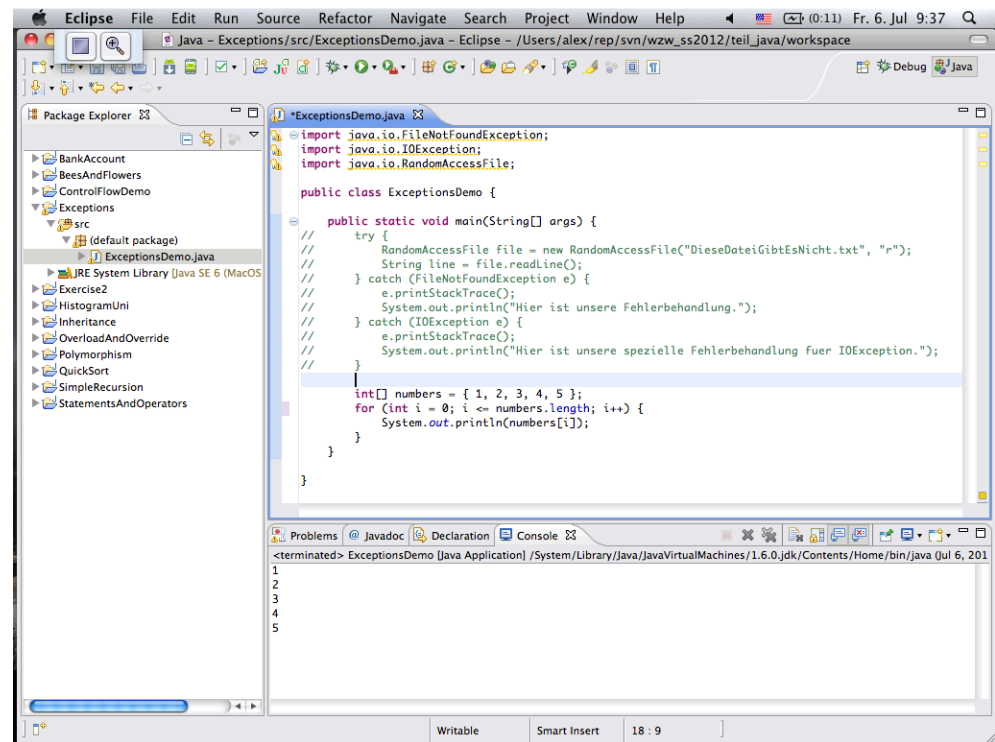 Eclipse File Edit Run Source Refactor Navigate Search Project Window Help (0:11) Fr. 6. Jul 9:37
Java – Exceptions/src/ExceptionsDemo.java – Eclipse – /Users/alex/rep/svn/wzw_ss2012/teil_java/workspace
Debug Java
Package Explorer
BankAccount
BeesAndFlowers
ControlFlowDemo
Exceptions
src
(default package)
ExceptionsDemo.java
JRE System Library [Java SE 6 (MacOS
Exercise2
HistogramUni
Inheritance
OverloadAndOverride
Polymorphism
QuickSort
SimpleRecursion
StatementsAndOperators
*ExceptionsDemo.java
import java.io.FileNotFoundException;
import java.io.IOException;
import java.io.RandomAccessFile;
public class ExceptionsDemo {
public static void main(String[] args) {
// try {
// RandomAccessFile file = new RandomAccessFile("DieseDateiGibtEsNicht.txt", "r");
// String line = file.readLine();
// } catch (FileNotFoundException e) {
// e.printStackTrace();
// System.out.println("Hier ist unsere Fehlerbehandlung.");
// } catch (IOException e) {
// e.printStackTrace();
// System.out.println("Hier ist unsere spezielle Fehlerbehandlung fuer IOException.");
// }
int[] numbers = { 1, 2, 3, 4, 5 };
for (int i = 0; i <= numbers.length; i++) {
System.out.println(numbers[i]);
}
}
}
Problems Javadoc Declaration Console
<terminated> ExceptionsDemo [Java Application] /System/Library/Java/JavaVirtualMachines/1.6.0.jdk/Contents/Home/bin/java (Jul 6, 201
1
2
3
4
5
Writable Smart Insert 18 : 9